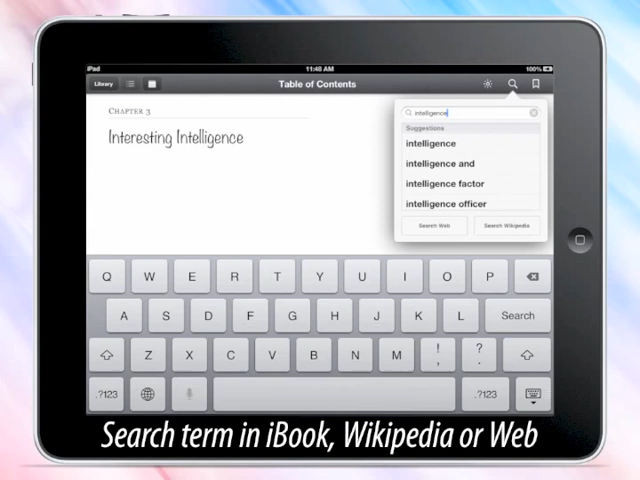 iPad 11:48 AM 100%
Library Table of Contents
CHAPTER 3
Interesting Intelligence
intelligence
Suggestions
intelligence
intelligence and
intelligence factor
intelligence officer
Search Web Search Wikipedia
Q W E R T Y U I O P
A S D F G H J K L Search
Z X C V B N M ! , ? .
.?123 .?123
Search term in iBook, Wikipedia or Web